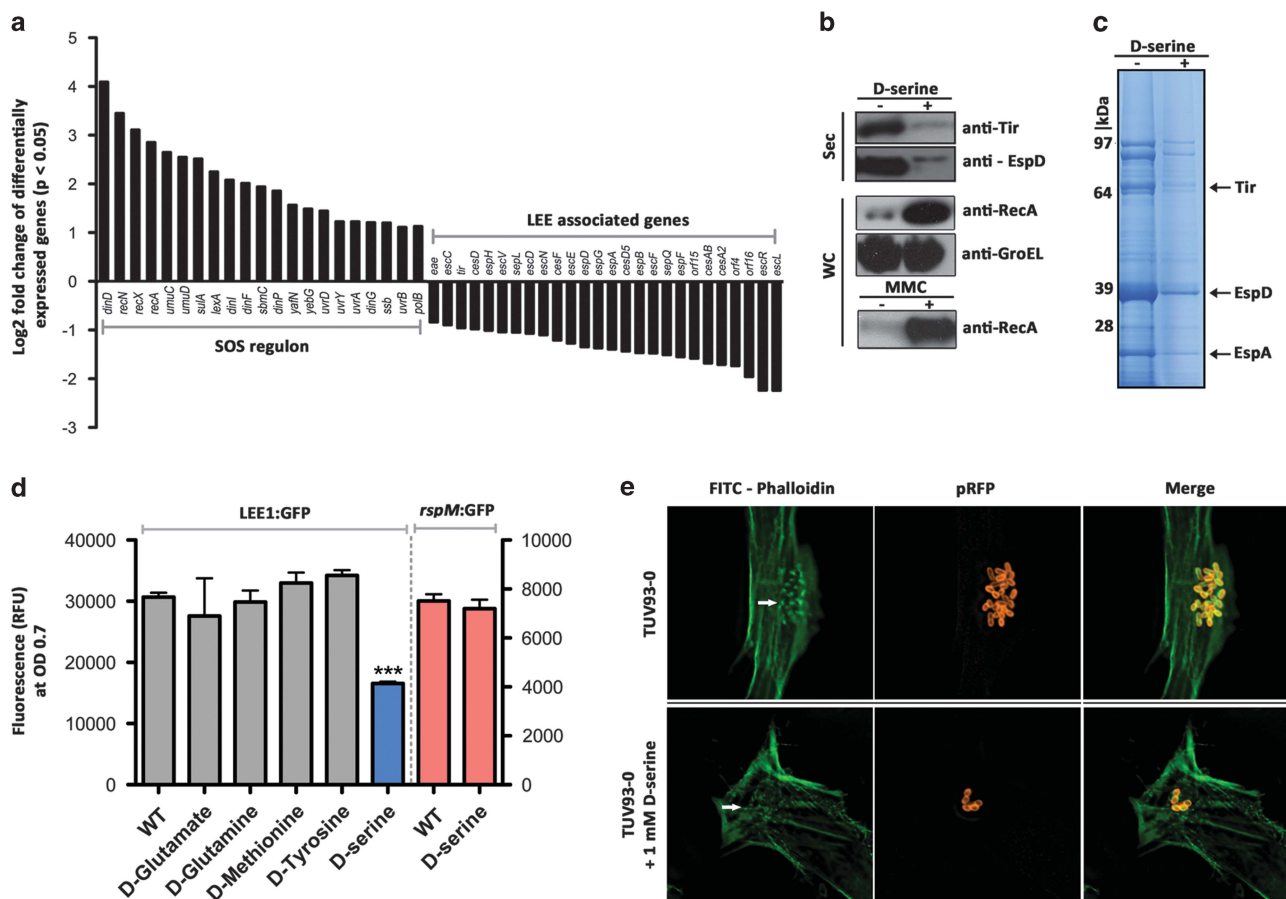 a
Log2 fold change of differentially
expressed genes (p < 0.05)
5
4
3
2
1
0
-1
-2
-3
dinD
recN
recX
recA
umuC
umuD
sulA
lexA
dinI
dinF
sbmC
dinP
yafN
yebG
uvrD
uvrY
uvrA
dinG
ssb
uvrB
polB
SOS regulon
LEE associated genes
eae
escC
tir
cesD
espH
escV
sepL
escD
escN
cesF
escE
espD
espG
espA
cesD5
espB
escF
sepQ
espF
orf15
cesAB
cesA2
orf4
orf16
escR
escL
b
D-serine
- +
Sec
anti-Tir
anti - EspD
WC
anti-RecA
anti-GroEL
MMC
- +
anti-RecA
c
D-serine
- +
kDa
97
64
39
28
Tir
EspD
EspA
d
LEE1:GFP
rspM:GFP
Fluorescence (RFU)
at OD 0.7
40000
30000
20000
10000
0
***
10000
8000
6000
4000
2000
0
WT
D-Glutamate
D-Glutamine
D-Methionine
D-Tyrosine
D-serine
WT
D-serine
e
FITC - Phalloidin
pRFP
Merge
TUV93-0
TUV93-0
+ 1 mM D-serine